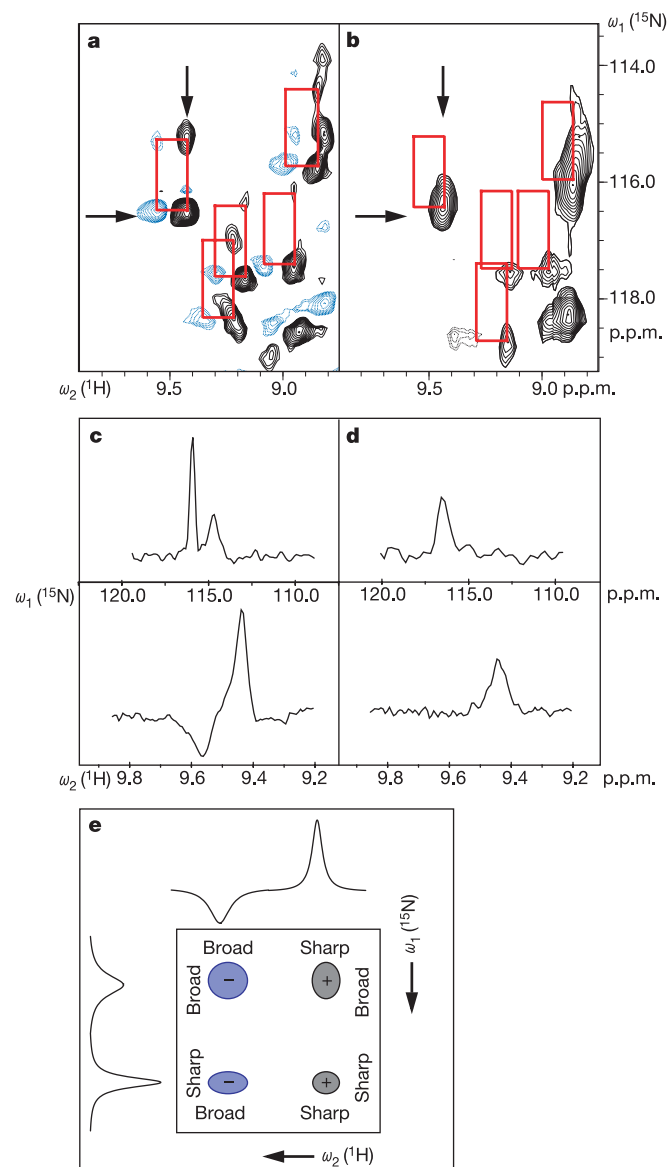 a
b
ω1 (15N)
114.0
116.0
118.0
p.p.m.
ω2 (1H)
9.5
9.0
9.5
9.0 p.p.m.
c
d
ω1 (15N)
120.0
115.0
110.0
120.0
115.0
110.0
p.p.m.
ω2 (1H)
9.8
9.6
9.4
9.2
9.8
9.6
9.4
9.2
p.p.m.
e
ω1 (15N)
Broad
Sharp
Broad
−
+
Broad
Sharp
−
+
Sharp
Broad
Sharp
ω2 (1H)